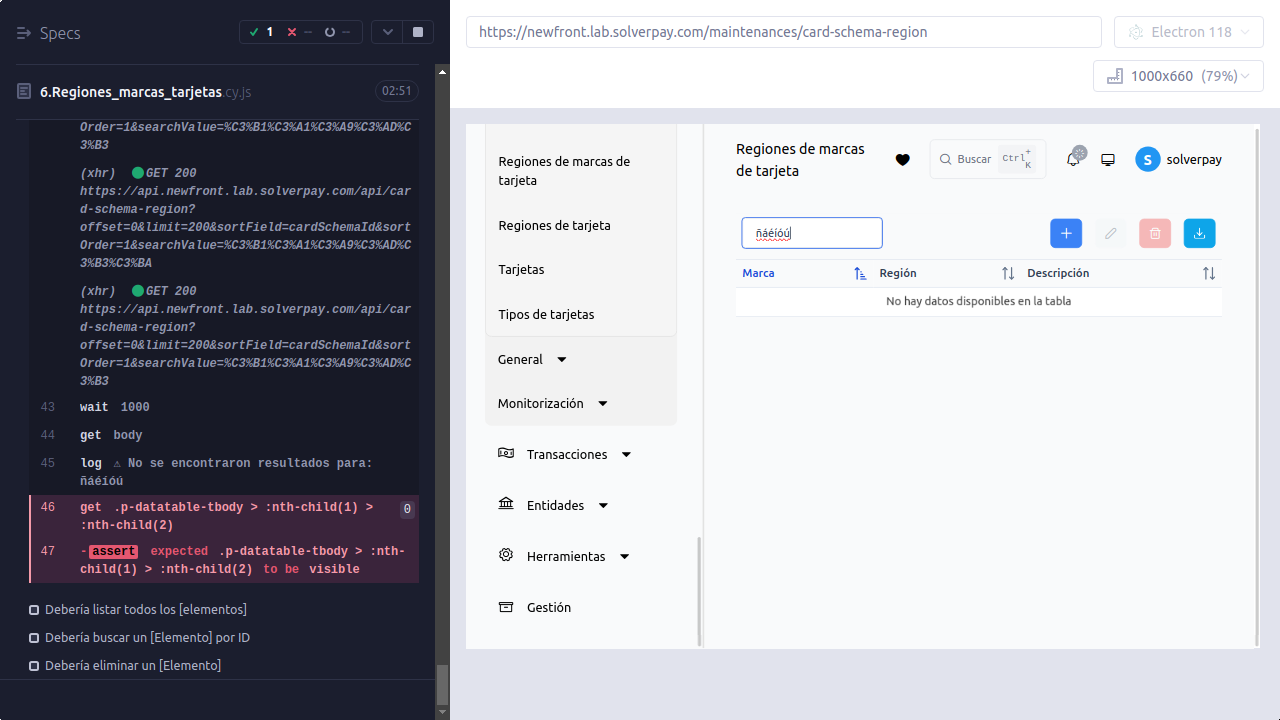 Specs
1
--
--
6.Regiones_marcas_tarjetas.cy.js
02:51
Order=1&searchValue=%C3%B1%C3%A1%C3%A9%C3%AD%C
3%B3
(xhr) GET 200
https://api.newfront.lab.solverpay.com/api/car
d-schema-region?
offset=0&limit=200&sortField=cardSchemaId&sort
Order=1&searchValue=%C3%B1%C3%A1%C3%A9%C3%AD%C
3%B3%C3%BA
(xhr) GET 200
https://api.newfront.lab.solverpay.com/api/car
d-schema-region?
offset=0&limit=200&sortField=cardSchemaId&sort
Order=1&searchValue=%C3%B1%C3%A1%C3%A9%C3%AD%C
3%B3
43 wait 1000
44 get body
45 log ⚠ No se encontraron resultados para:
ñáéíóú
46 get .p-datatable-tbody > :nth-child(1) >
:nth-child(2)
0
47 -assert expected .p-datatable-tbody > :nth-
child(1) > :nth-child(2) to be visible
Debería listar todos los [elementos]
Debería buscar un [Elemento] por ID
Debería eliminar un [Elemento]
https://newfront.lab.solverpay.com/maintenances/card-schema-region
Electron 118
1000x660 (79%)
Regiones de marcas de
tarjeta
Regiones de tarjeta
Tarjetas
Tipos de tarjetas
General
Monitorización
Transacciones
Entidades
Herramientas
Gestión
Regiones de marcas
de tarjeta
Buscar
Ctrl+
K
S
solverpay
ñáéíóú
Marca
Región
Descripción
No hay datos disponibles en la tabla